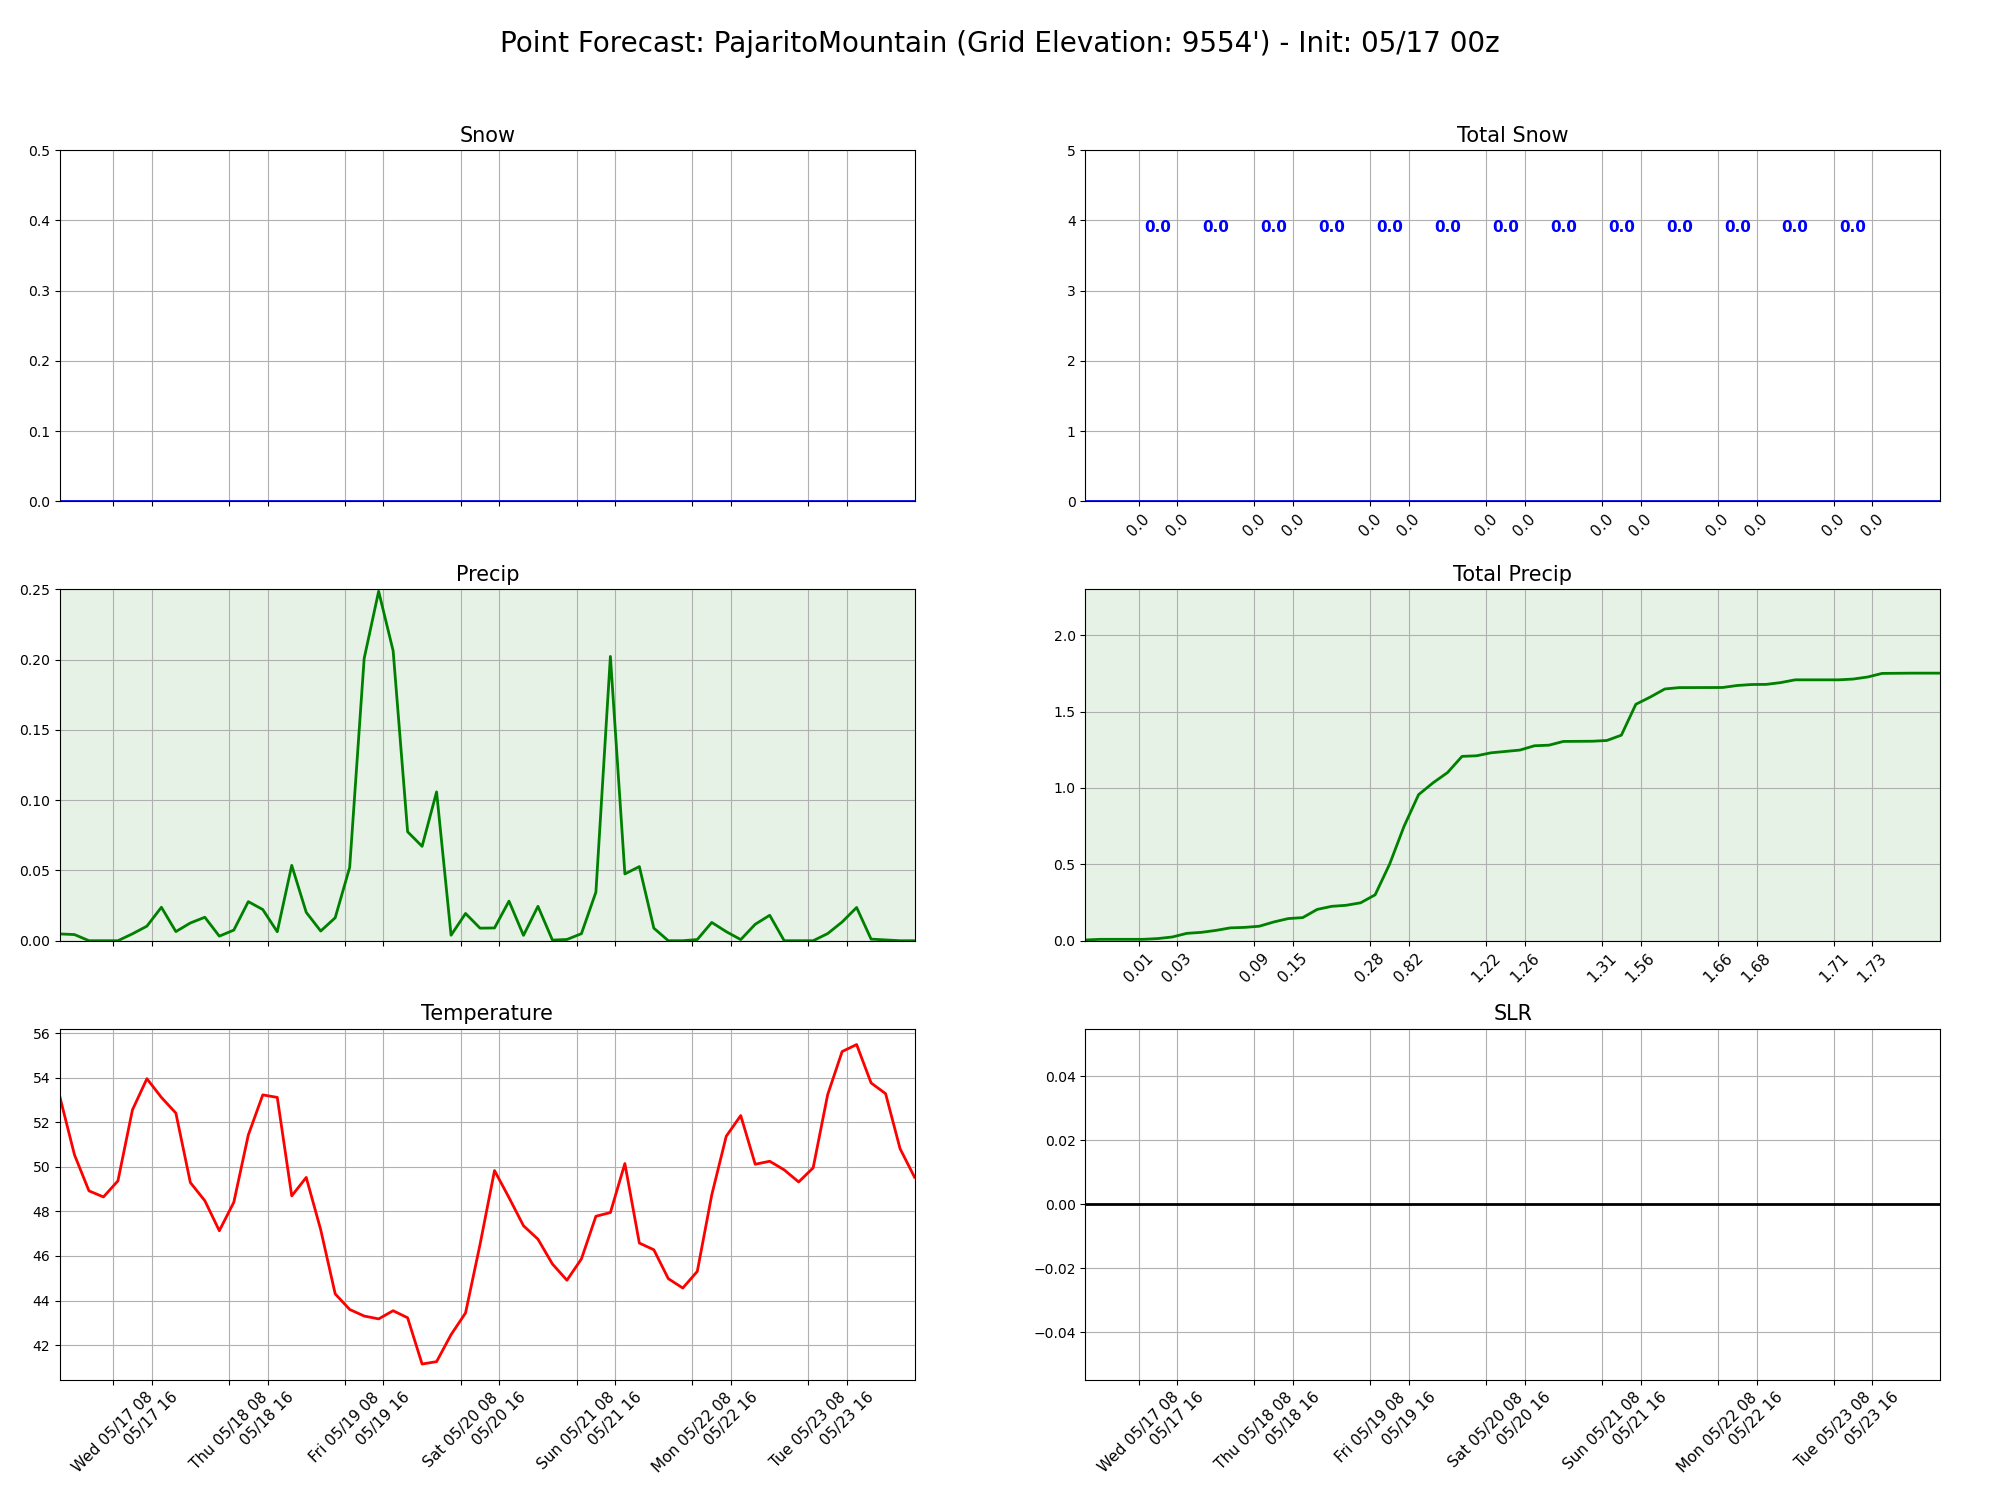 Point Forecast: PajaritoMountain (Grid Elevation: 9554') - Init: 05/17 00z
Snow
0.5
0.4
0.3
0.2
0.1
0.0
Total Snow
5
4
3
2
1
0
0.0 0.0 0.0 0.0 0.0 0.0 0.0 0.0 0.0 0.0 0.0 0.0 0.0
0.0 0.0 0.0 0.0 0.0 0.0 0.0 0.0 0.0 0.0 0.0 0.0 0.0 0.0
Precip
0.25
0.20
0.15
0.10
0.05
0.00
Total Precip
2.0
1.5
1.0
0.5
0.0
0.01 0.03 0.09 0.15 0.28 0.82 1.22 1.26 1.31 1.56 1.66 1.68 1.71 1.73
Temperature
56
54
52
50
48
46
44
42
Wed 05/17 08
05/17 16
Thu 05/18 08
05/18 16
Fri 05/19 08
05/19 16
Sat 05/20 08
05/20 16
Sun 05/21 08
05/21 16
Mon 05/22 08
05/22 16
Tue 05/23 08
05/23 16
SLR
0.04
0.02
0.00
−0.02
−0.04
Wed 05/17 08
05/17 16
Thu 05/18 08
05/18 16
Fri 05/19 08
05/19 16
Sat 05/20 08
05/20 16
Sun 05/21 08
05/21 16
Mon 05/22 08
05/22 16
Tue 05/23 08
05/23 16